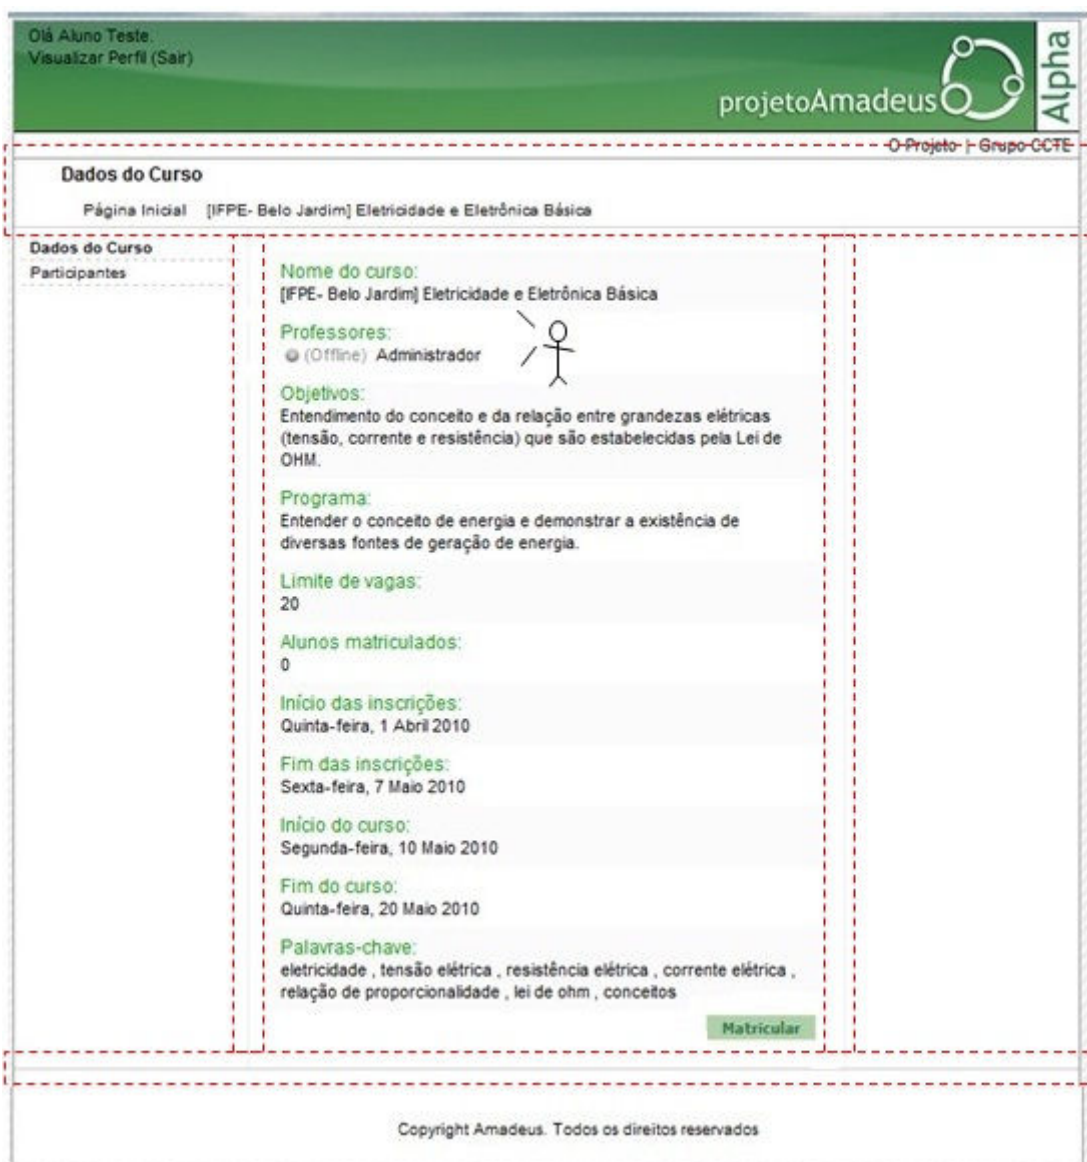 Olá Aluno Teste.
Visualizar Perfil (Sair)
projetoAmadeus
Alpha
O Projeto | Grupo CCTE
Dados do Curso
Página Inicial [IFPE- Belo Jardim] Eletricidade e Eletrônica Básica
Dados do Curso
Participantes
Nome do curso:
[IFPE- Belo Jardim] Eletricidade e Eletrônica Básica
Professores:
(Offline) Administrador
Objetivos:
Entendimento do conceito e da relação entre grandezas elétricas
(tensão, corrente e resistência) que são estabelecidas pela Lei de
OHM.
Programa:
Entender o conceito de energia e demonstrar a existência de
diversas fontes de geração de energia.
Limite de vagas:
20
Alunos matriculados:
0
Início das inscrições:
Quinta-feira, 1 Abril 2010
Fim das inscrições:
Sexta-feira, 7 Maio 2010
Início do curso:
Segunda-feira, 10 Maio 2010
Fim do curso:
Quinta-feira, 20 Maio 2010
Palavras-chave:
eletricidade , tensão elétrica , resistência elétrica , corrente elétrica ,
relação de proporcionalidade , lei de ohm , conceitos
Matricular
Copyright Amadeus. Todos os direitos reservados